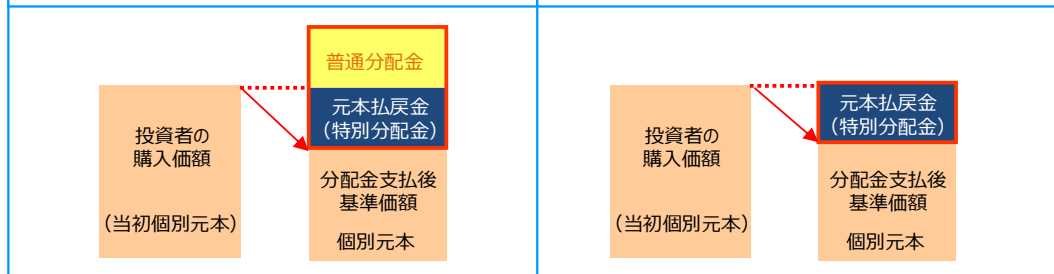 普通分配金
元本払戻金
（特別分配金）
投資者の
購入価額
（当初個別元本）
分配金支払後
基準価額
個別元本
元本払戻金
（特別分配金）
投資者の
購入価額
（当初個別元本）
分配金支払後
基準価額
個別元本